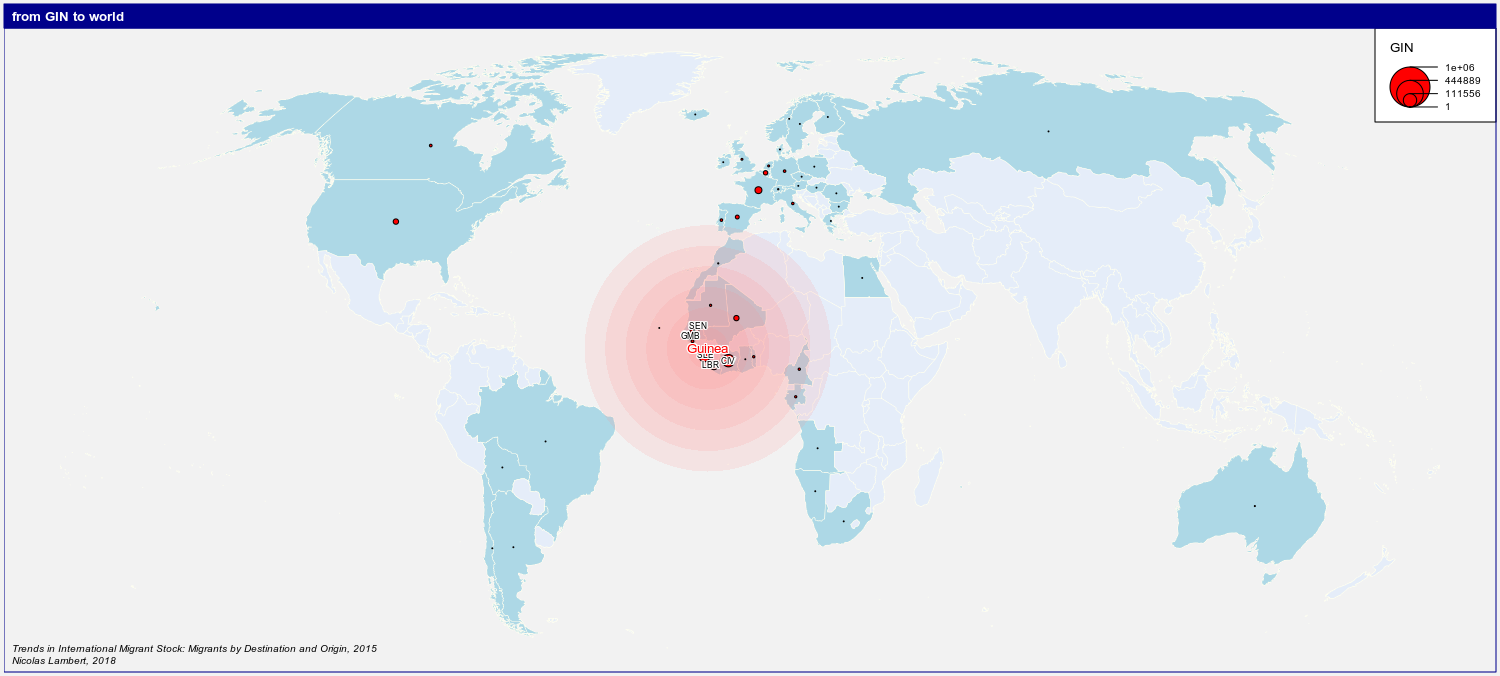 from GIN to world
GIN
1e+06
444889
111556
1
SEN
GMB
Guinea
SLE
CIV
LBR
Trends in International Migrant Stock: Migrants by Destination and Origin, 2015
Nicolas Lambert, 2018